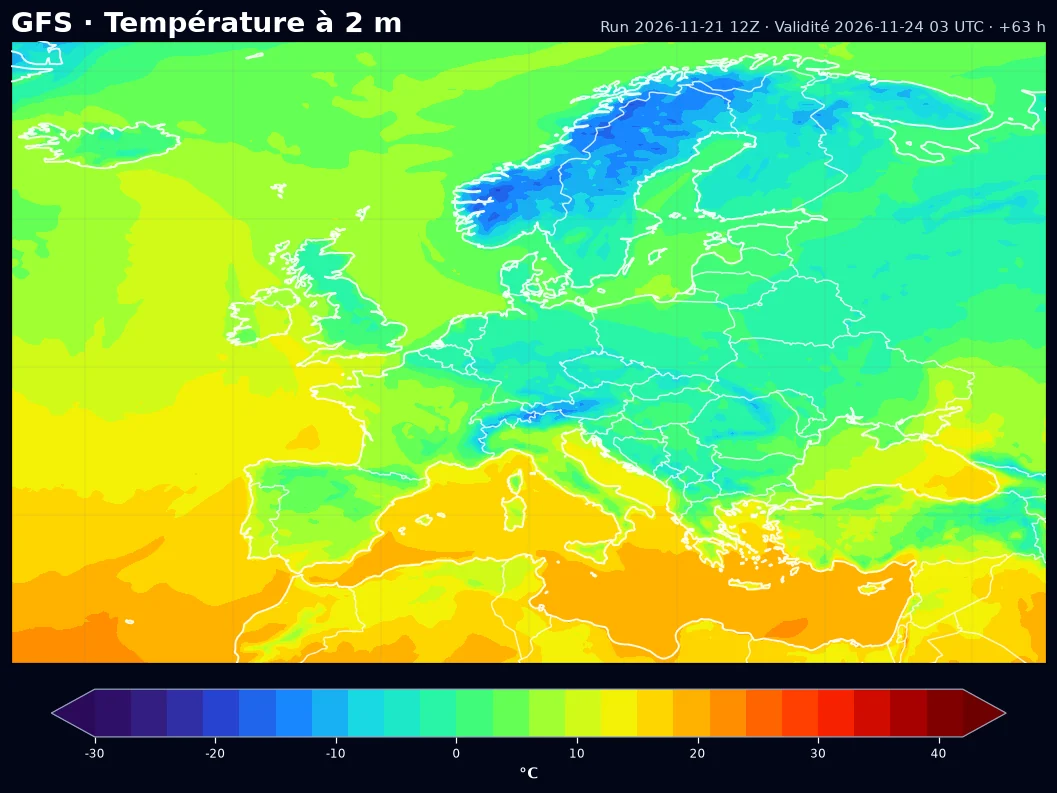 GFS · Température à 2 m
Run 2026-11-21 12Z · Validité 2026-11-24 03 UTC · +63 h
-30 -20 -10 0 10 20 30 40
°C